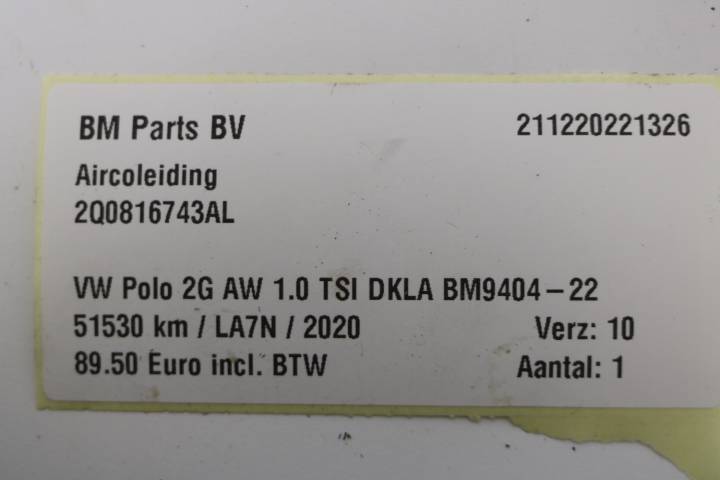 BM Parts BV 211220221326
Aircoleiding
2Q0816743AL
VW Polo 2G AW 1.0 TSI DKLA BM9404-22
51530 km / LA7N / 2020 Verz: 10
89.50 Euro incl. BTW Aantal: 1